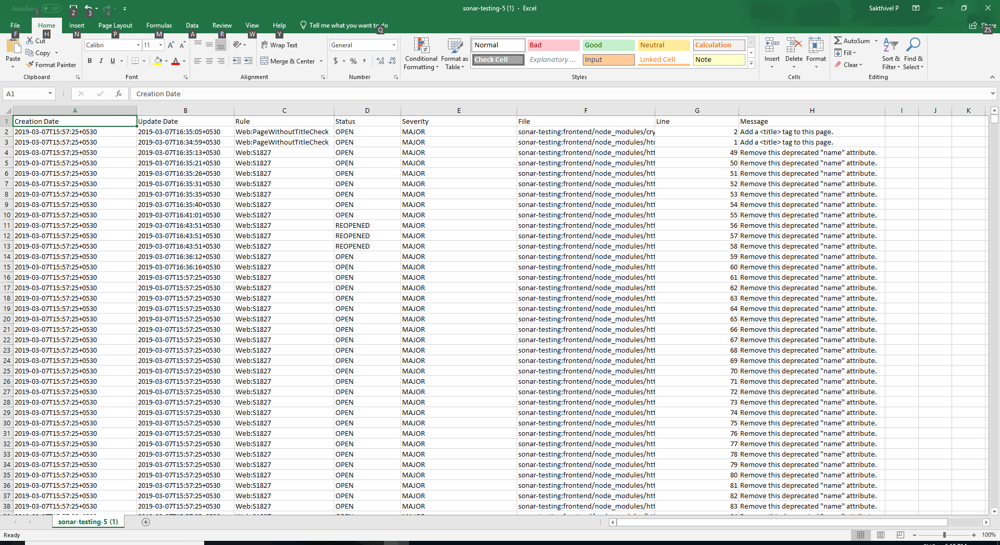 AutoSave Off
sonar-testing-5 (1) - Excel
Sakthivel P
1 2 3 4
File Home Insert Page Layout Formulas Data Review View Help Tell me what you want to do Share
F H N P M A R W Y Q ZS
Paste
Cut
Copy
Format Painter
Clipboard
Calibri 11 A A
B I U A
Font
Wrap Text
Merge & Center
Alignment
General
$ % ,
Number
Conditional Formatting
Format as Table
Normal Bad Good Neutral Calculation
Check Cell Explanatory ... Input Linked Cell Note
Styles
Insert Delete Format
Cells
AutoSum
Fill
Clear
Sort & Filter
Find & Select
Editing
A1 fx Creation Date
A B C D E F G H I J K
1 Creation Date Update Date Rule Status Severity File Line Message
2 2019-03-07T15:57:25+0530 2019-03-07T16:35:05+0530 Web:PageWithoutTitleCheck OPEN MAJOR sonar-testing:frontend/node_modules/cry 2 Add a <title> tag to this page.
3 2019-03-07T15:57:25+0530 2019-03-07T16:34:59+0530 Web:PageWithoutTitleCheck OPEN MAJOR sonar-testing:frontend/node_modules/htm 1 Add a <title> tag to this page.
4 2019-03-07T15:57:25+0530 2019-03-07T16:35:13+0530 Web:S1827 OPEN MAJOR sonar-testing:frontend/node_modules/htt 49 Remove this deprecated "name" attribute.
5 2019-03-07T15:57:25+0530 2019-03-07T16:35:21+0530 Web:S1827 OPEN MAJOR sonar-testing:frontend/node_modules/htt 50 Remove this deprecated "name" attribute.
6 2019-03-07T15:57:25+0530 2019-03-07T16:35:26+0530 Web:S1827 OPEN MAJOR sonar-testing:frontend/node_modules/htt 51 Remove this deprecated "name" attribute.
7 2019-03-07T15:57:25+0530 2019-03-07T16:35:31+0530 Web:S1827 OPEN MAJOR sonar-testing:frontend/node_modules/htt 52 Remove this deprecated "name" attribute.
8 2019-03-07T15:57:25+0530 2019-03-07T16:35:35+0530 Web:S1827 OPEN MAJOR sonar-testing:frontend/node_modules/htt 53 Remove this deprecated "name" attribute.
9 2019-03-07T15:57:25+0530 2019-03-07T16:35:40+0530 Web:S1827 OPEN MAJOR sonar-testing:frontend/node_modules/htt 54 Remove this deprecated "name" attribute.
10 2019-03-07T15:57:25+0530 2019-03-07T16:41:01+0530 Web:S1827 OPEN MAJOR sonar-testing:frontend/node_modules/htt 55 Remove this deprecated "name" attribute.
11 2019-03-07T15:57:25+0530 2019-03-07T16:43:51+0530 Web:S1827 REOPENED MAJOR sonar-testing:frontend/node_modules/htt 56 Remove this deprecated "name" attribute.
12 2019-03-07T15:57:25+0530 2019-03-07T16:43:51+0530 Web:S1827 REOPENED MAJOR sonar-testing:frontend/node_modules/htt 57 Remove this deprecated "name" attribute.
13 2019-03-07T15:57:25+0530 2019-03-07T16:43:51+0530 Web:S1827 REOPENED MAJOR sonar-testing:frontend/node_modules/htt 58 Remove this deprecated "name" attribute.
14 2019-03-07T15:57:25+0530 2019-03-07T16:36:12+0530 Web:S1827 OPEN MAJOR sonar-testing:frontend/node_modules/htt 59 Remove this deprecated "name" attribute.
15 2019-03-07T15:57:25+0530 2019-03-07T16:36:16+0530 Web:S1827 OPEN MAJOR sonar-testing:frontend/node_modules/htt 60 Remove this deprecated "name" attribute.
16 2019-03-07T15:57:25+0530 2019-03-07T15:57:25+0530 Web:S1827 OPEN MAJOR sonar-testing:frontend/node_modules/htt 61 Remove this deprecated "name" attribute.
17 2019-03-07T15:57:25+0530 2019-03-07T15:57:25+0530 Web:S1827 OPEN MAJOR sonar-testing:frontend/node_modules/htt 62 Remove this deprecated "name" attribute.
18 2019-03-07T15:57:25+0530 2019-03-07T15:57:25+0530 Web:S1827 OPEN MAJOR sonar-testing:frontend/node_modules/htt 63 Remove this deprecated "name" attribute.
19 2019-03-07T15:57:25+0530 2019-03-07T15:57:25+0530 Web:S1827 OPEN MAJOR sonar-testing:frontend/node_modules/htt 64 Remove this deprecated "name" attribute.
20 2019-03-07T15:57:25+0530 2019-03-07T15:57:25+0530 Web:S1827 OPEN MAJOR sonar-testing:frontend/node_modules/htt 65 Remove this deprecated "name" attribute.
21 2019-03-07T15:57:25+0530 2019-03-07T15:57:25+0530 Web:S1827 OPEN MAJOR sonar-testing:frontend/node_modules/htt 66 Remove this deprecated "name" attribute.
22 2019-03-07T15:57:25+0530 2019-03-07T15:57:25+0530 Web:S1827 OPEN MAJOR sonar-testing:frontend/node_modules/htt 67 Remove this deprecated "name" attribute.
23 2019-03-07T15:57:25+0530 2019-03-07T15:57:25+0530 Web:S1827 OPEN MAJOR sonar-testing:frontend/node_modules/htt 68 Remove this deprecated "name" attribute.
24 2019-03-07T15:57:25+0530 2019-03-07T15:57:25+0530 Web:S1827 OPEN MAJOR sonar-testing:frontend/node_modules/htt 69 Remove this deprecated "name" attribute.
25 2019-03-07T15:57:25+0530 2019-03-07T15:57:25+0530 Web:S1827 OPEN MAJOR sonar-testing:frontend/node_modules/htt 70 Remove this deprecated "name" attribute.
26 2019-03-07T15:57:25+0530 2019-03-07T15:57:25+0530 Web:S1827 OPEN MAJOR sonar-testing:frontend/node_modules/htt 71 Remove this deprecated "name" attribute.
27 2019-03-07T15:57:25+0530 2019-03-07T15:57:25+0530 Web:S1827 OPEN MAJOR sonar-testing:frontend/node_modules/htt 72 Remove this deprecated "name" attribute.
28 2019-03-07T15:57:25+0530 2019-03-07T15:57:25+0530 Web:S1827 OPEN MAJOR sonar-testing:frontend/node_modules/htt 73 Remove this deprecated "name" attribute.
29 2019-03-07T15:57:25+0530 2019-03-07T15:57:25+0530 Web:S1827 OPEN MAJOR sonar-testing:frontend/node_modules/htt 74 Remove this deprecated "name" attribute.
30 2019-03-07T15:57:25+0530 2019-03-07T15:57:25+0530 Web:S1827 OPEN MAJOR sonar-testing:frontend/node_modules/htt 75 Remove this deprecated "name" attribute.
31 2019-03-07T15:57:25+0530 2019-03-07T15:57:25+0530 Web:S1827 OPEN MAJOR sonar-testing:frontend/node_modules/htt 76 Remove this deprecated "name" attribute.
32 2019-03-07T15:57:25+0530 2019-03-07T15:57:25+0530 Web:S1827 OPEN MAJOR sonar-testing:frontend/node_modules/htt 77 Remove this deprecated "name" attribute.
33 2019-03-07T15:57:25+0530 2019-03-07T15:57:25+0530 Web:S1827 OPEN MAJOR sonar-testing:frontend/node_modules/htt 78 Remove this deprecated "name" attribute.
34 2019-03-07T15:57:25+0530 2019-03-07T15:57:25+0530 Web:S1827 OPEN MAJOR sonar-testing:frontend/node_modules/htt 79 Remove this deprecated "name" attribute.
35 2019-03-07T15:57:25+0530 2019-03-07T15:57:25+0530 Web:S1827 OPEN MAJOR sonar-testing:frontend/node_modules/htt 80 Remove this deprecated "name" attribute.
36 2019-03-07T15:57:25+0530 2019-03-07T15:57:25+0530 Web:S1827 OPEN MAJOR sonar-testing:frontend/node_modules/htt 81 Remove this deprecated "name" attribute.
37 2019-03-07T15:57:25+0530 2019-03-07T15:57:25+0530 Web:S1827 OPEN MAJOR sonar-testing:frontend/node_modules/htt 82 Remove this deprecated "name" attribute.
38 2019-03-07T15:57:25+0530 2019-03-07T15:57:25+0530 Web:S1827 OPEN MAJOR sonar-testing:frontend/node_modules/htt 83 Remove this deprecated "name" attribute.
sonar-testing-5 (1)
Ready
100%